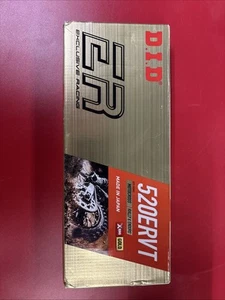 D.I.D
ER
EXCLUSIVE RACING
520ERVT
MADE IN JAPAN